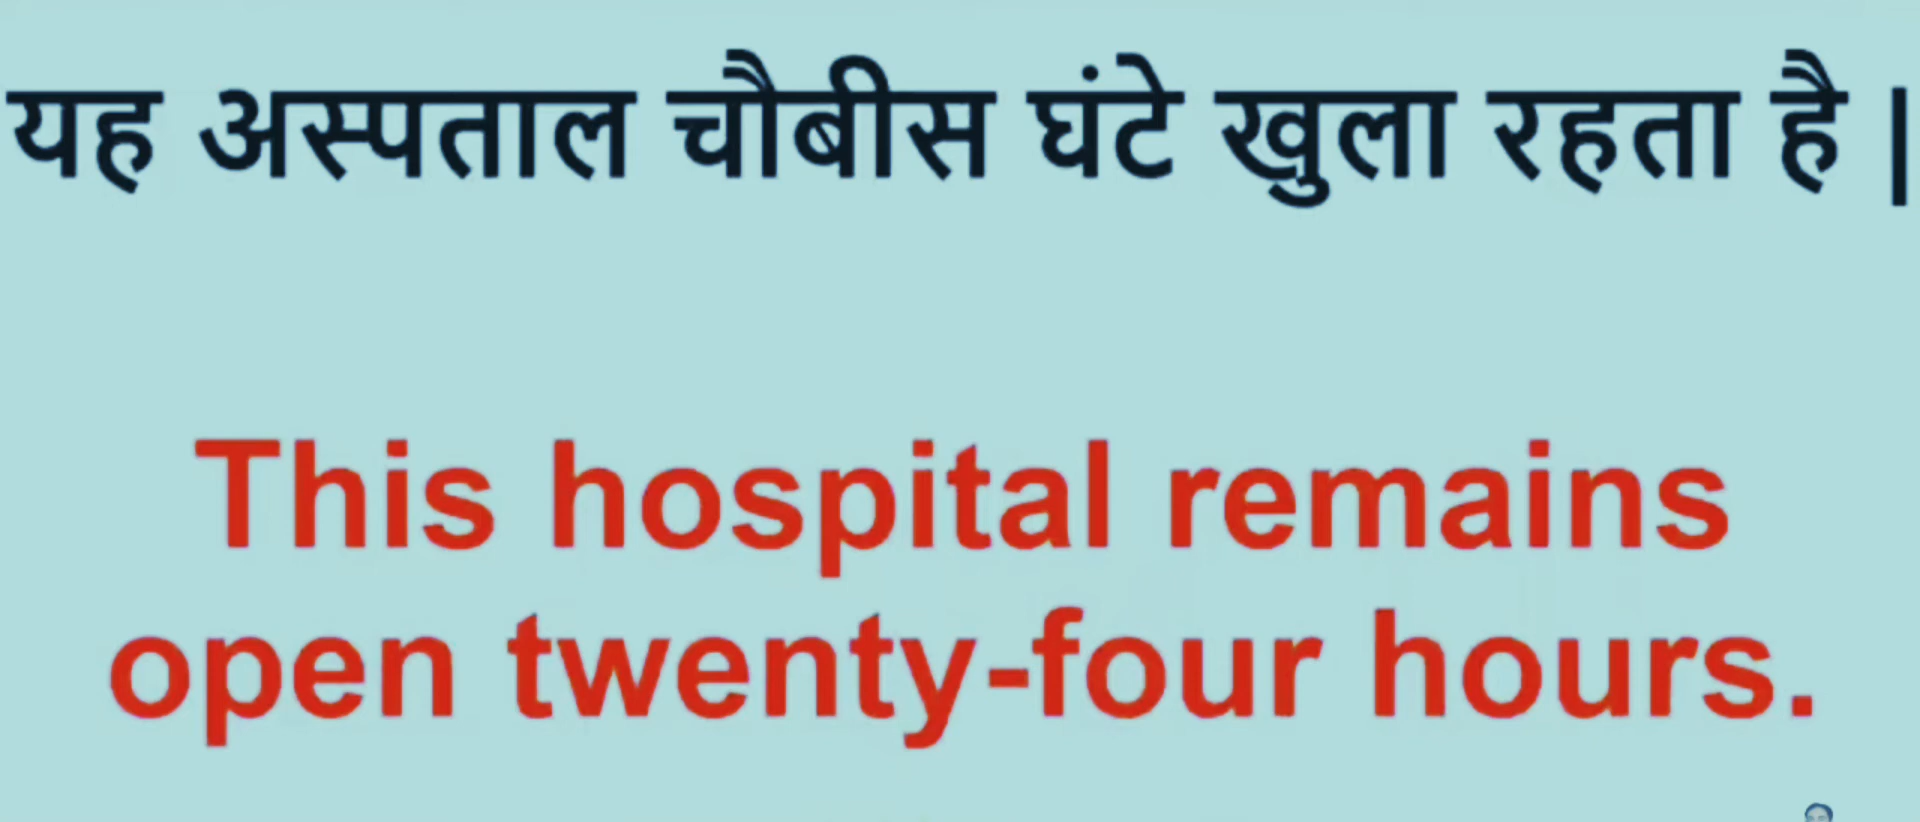 यह अस्पताल चौबीस घंटे खुला रहता है |
This hospital remains
open twenty-four hours.